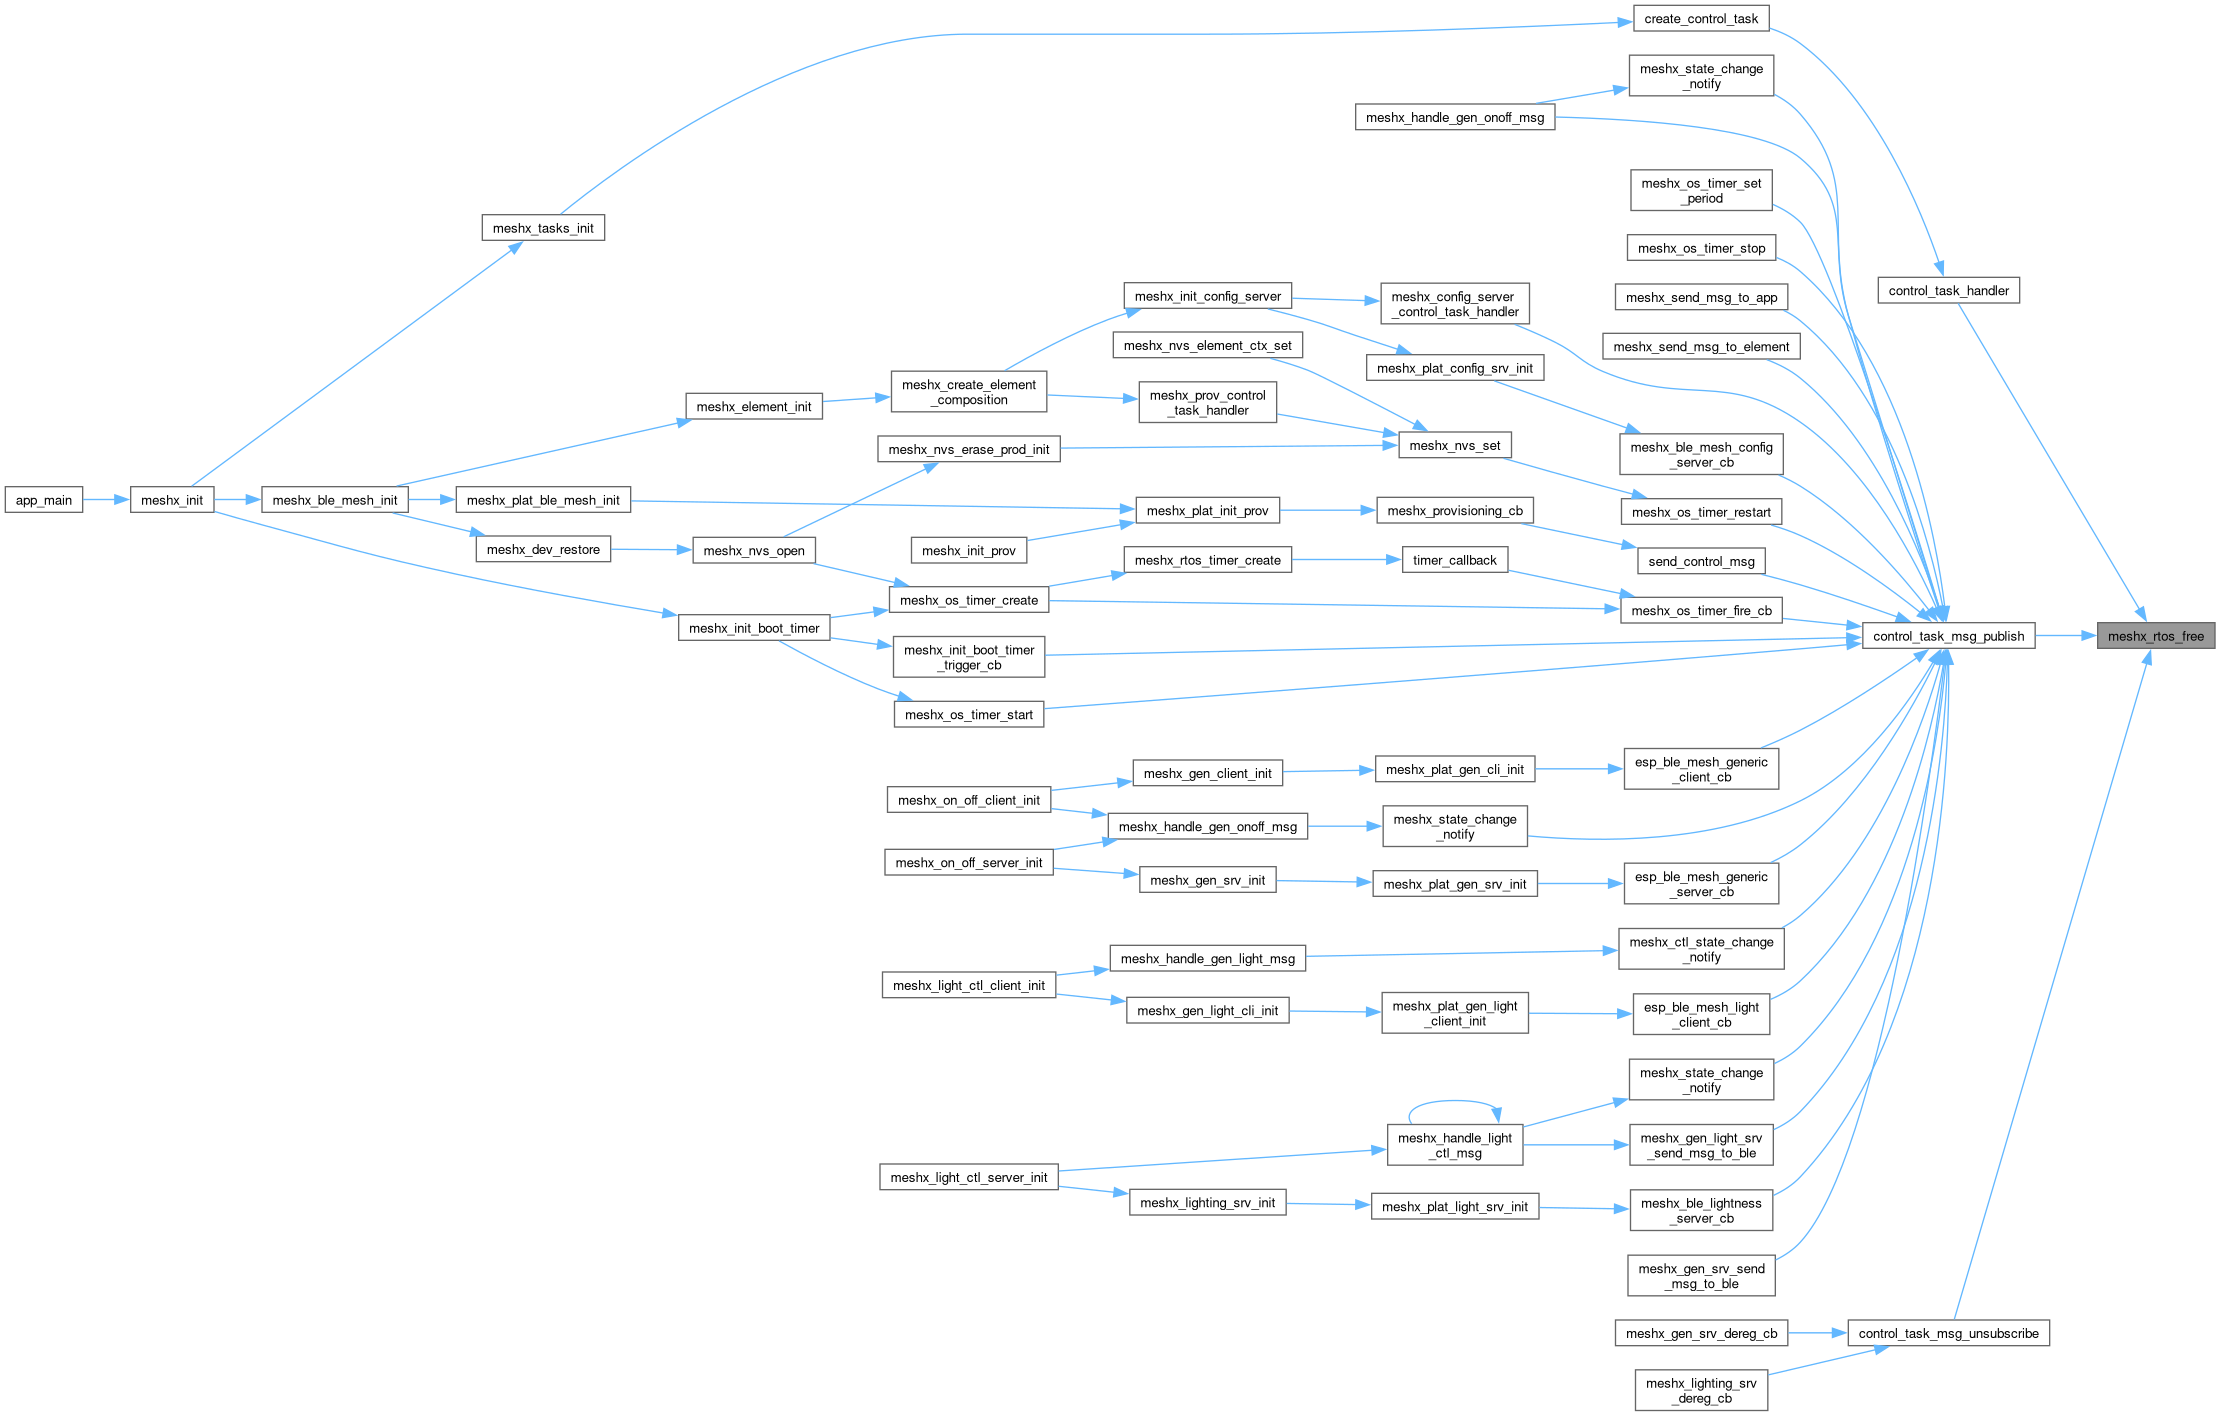 create_control_task
meshx_state_change
_notify
meshx_handle_gen_onoff_msg
meshx_os_timer_set
_period
meshx_tasks_init
meshx_os_timer_stop
control_task_handler
meshx_init_config_server
meshx_config_server
_control_task_handler
meshx_send_msg_to_app
meshx_nvs_element_ctx_set
meshx_send_msg_to_element
meshx_plat_config_srv_init
meshx_create_element
_composition
meshx_prov_control
_task_handler
meshx_element_init
meshx_nvs_erase_prod_init
meshx_nvs_set
meshx_ble_mesh_config
_server_cb
app_main
meshx_init
meshx_ble_mesh_init
meshx_plat_ble_mesh_init
meshx_plat_init_prov
meshx_provisioning_cb
meshx_os_timer_restart
meshx_dev_restore
meshx_nvs_open
meshx_init_prov
meshx_rtos_timer_create
timer_callback
send_control_msg
meshx_os_timer_create
meshx_os_timer_fire_cb
meshx_init_boot_timer
control_task_msg_publish
meshx_rtos_free
meshx_init_boot_timer
_trigger_cb
meshx_os_timer_start
meshx_gen_client_init
meshx_plat_gen_cli_init
esp_ble_mesh_generic
_client_cb
meshx_on_off_client_init
meshx_handle_gen_onoff_msg
meshx_state_change
_notify
meshx_on_off_server_init
meshx_gen_srv_init
meshx_plat_gen_srv_init
esp_ble_mesh_generic
_server_cb
meshx_handle_gen_light_msg
meshx_ctl_state_change
_notify
meshx_light_ctl_client_init
meshx_gen_light_cli_init
meshx_plat_gen_light
_client_init
esp_ble_mesh_light
_client_cb
meshx_state_change
_notify
meshx_handle_light
_ctl_msg
meshx_gen_light_srv
_send_msg_to_ble
meshx_light_ctl_server_init
meshx_lighting_srv_init
meshx_plat_light_srv_init
meshx_ble_lightness
_server_cb
meshx_gen_srv_send
_msg_to_ble
meshx_gen_srv_dereg_cb
control_task_msg_unsubscribe
meshx_lighting_srv
_dereg_cb